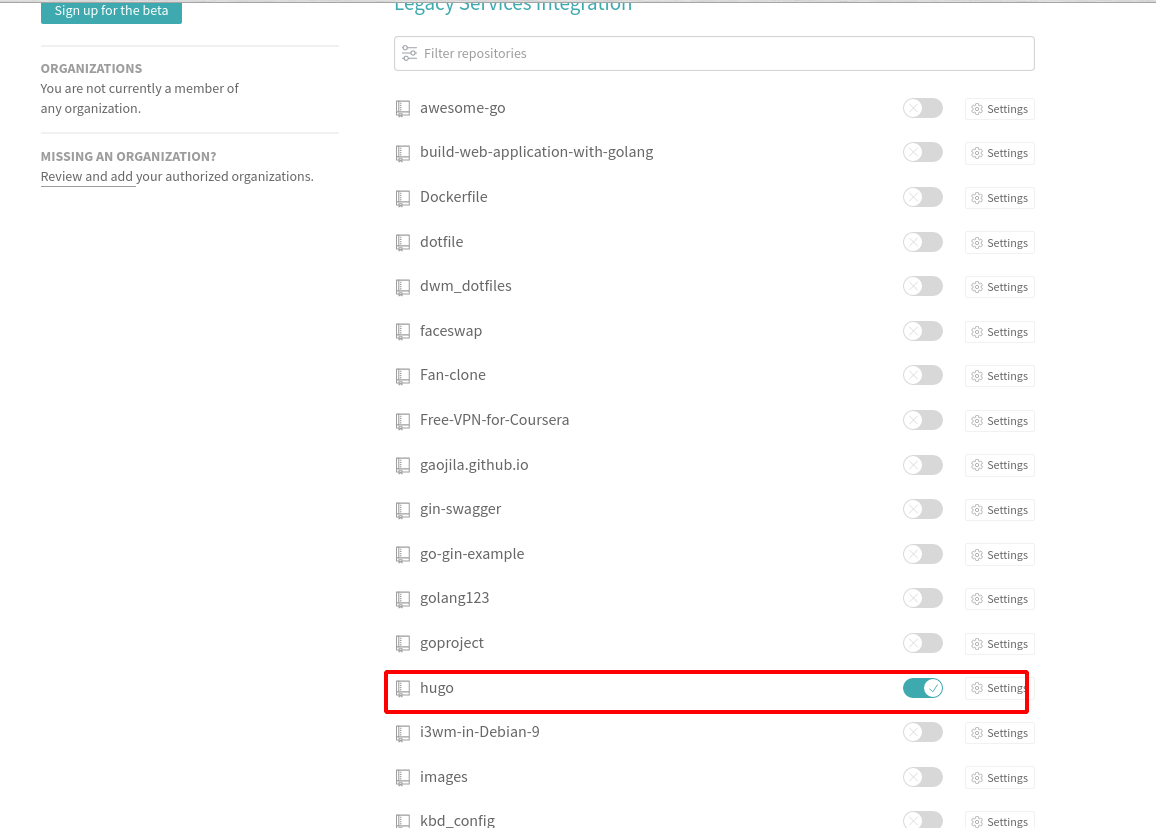 Sign up for the beta
ORGANIZATIONS
You are not currently a member of
any organization.
MISSING AN ORGANIZATION?
Review and add your authorized organizations.
Legacy Services Integration
Filter repositories
awesome-go Settings
build-web-application-with-golang Settings
Dockerfile Settings
dotfile Settings
dwm_dotfiles Settings
faceswap Settings
Fan-clone Settings
Free-VPN-for-Coursera Settings
gaojila.github.io Settings
gin-swagger Settings
go-gin-example Settings
golang123 Settings
goproject Settings
hugo Settings
i3wm-in-Debian-9 Settings
images Settings
kbd_config Settings